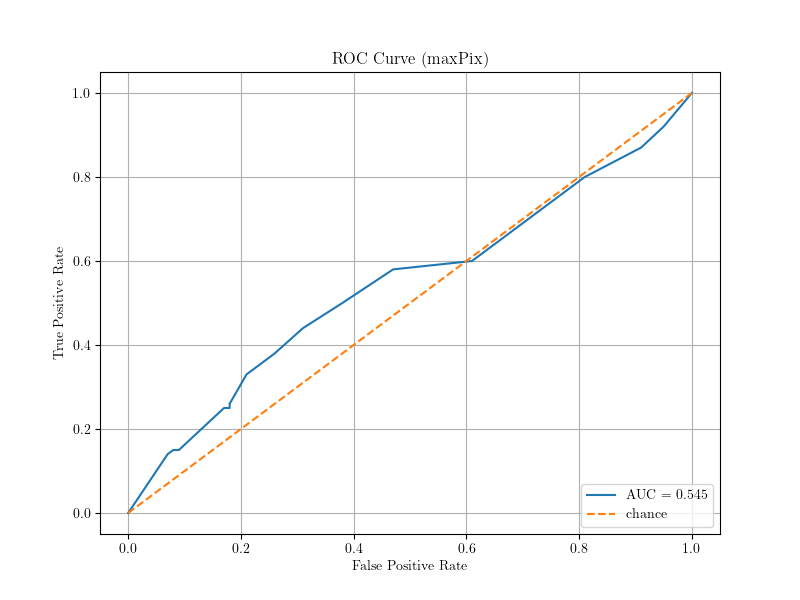 ROC Curve (maxPix)
True Positive Rate
1.0
0.8
0.6
0.4
0.2
0.0
0.0 0.2 0.4 0.6 0.8 1.0
False Positive Rate
AUC = 0.545
chance